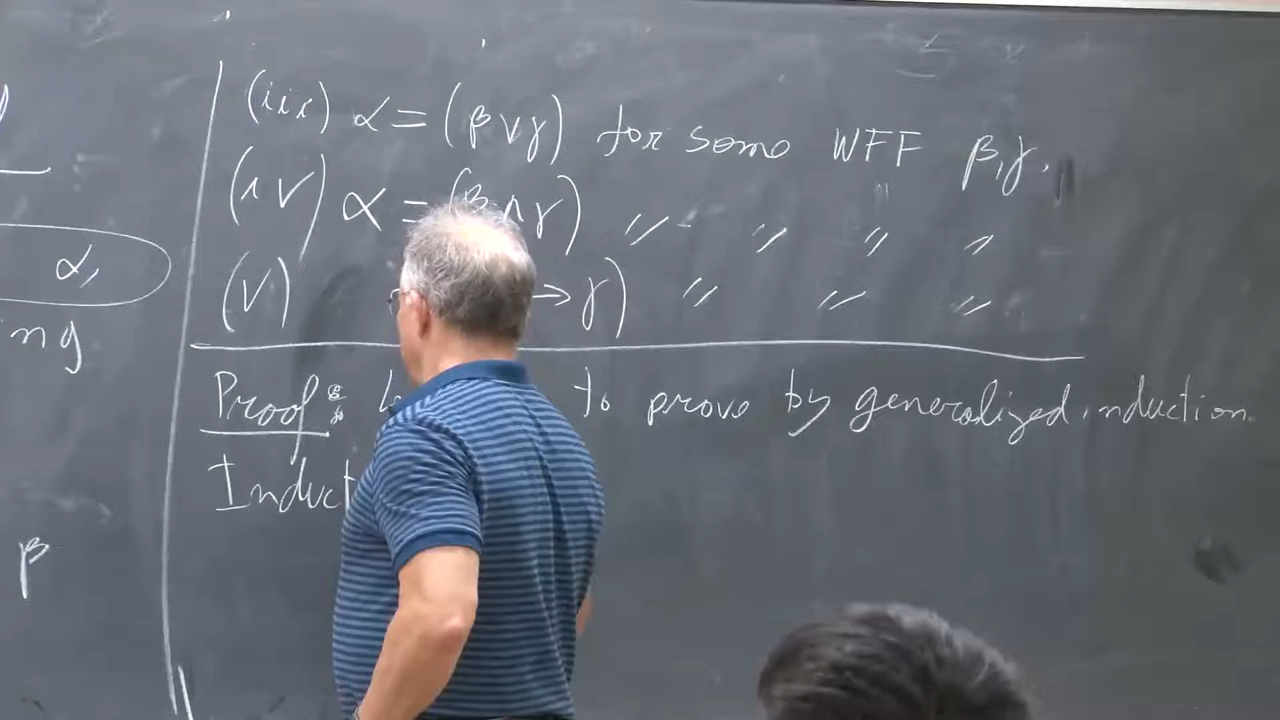 (iii) α = (β ∨ γ) for some WFF β, γ.
(iv) α = (β ∧ γ)〃 〃 〃 〃
(v) → γ) 〃 〃 〃
α,
ng
β
Proof: to prove by generalized induction.
Induct